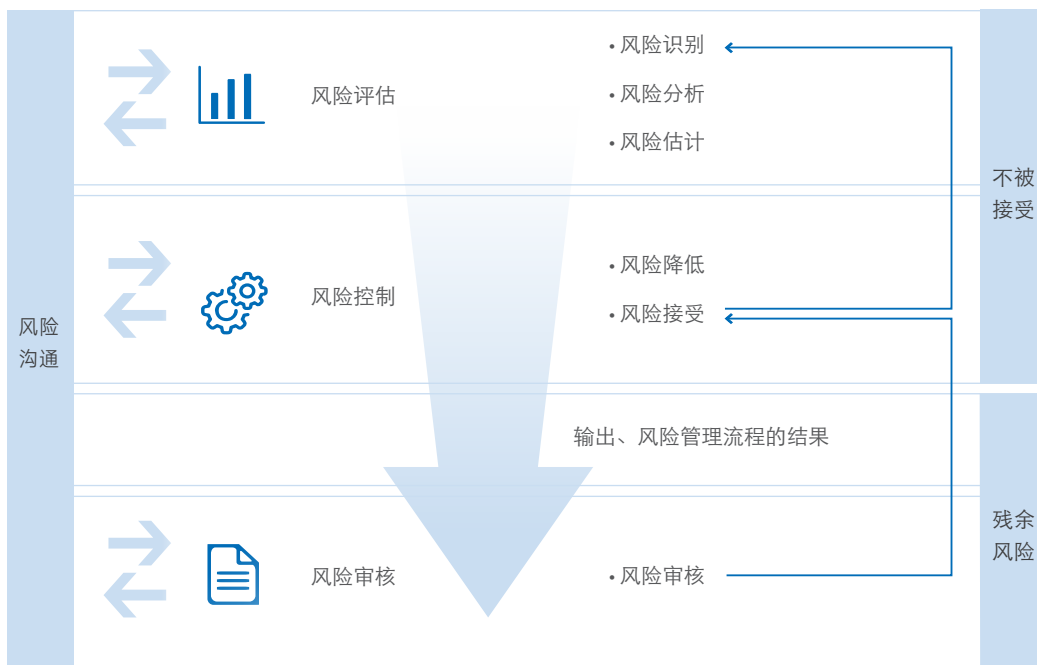 风险
沟通
风险评估
• 风险识别
• 风险分析
• 风险估计
不被
接受
风险控制
• 风险降低
• 风险接受
输出、风险管理流程的结果
残余
风险
风险审核
• 风险审核